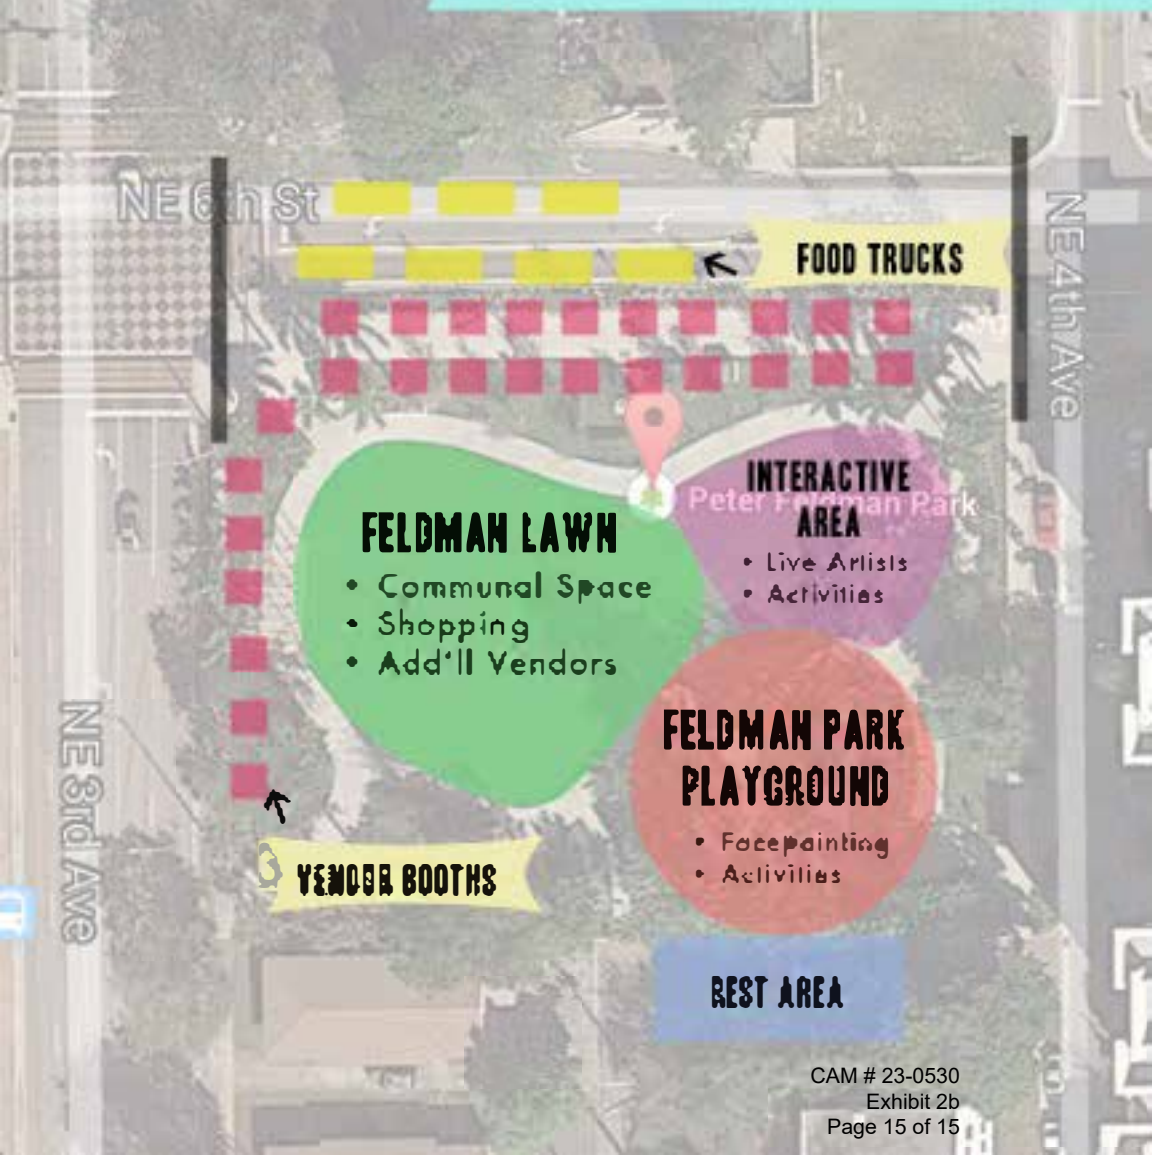 NE 6th St
NE 4th Ave
FOOD TRUCKS
INTERACTIVE
AREA
Peter Feldman Park
• Live Artists
• Activities
FELDMAN LAWN
• Communal Space
• Shopping
• Add'll Vendors
FELDMAN PARK
PLAYGROUND
• Facepainting
• Activities
NE 3rd Ave
VENDOR BOOTHS
REST AREA
CAM # 23-0530
Exhibit 2b
Page 15 of 15